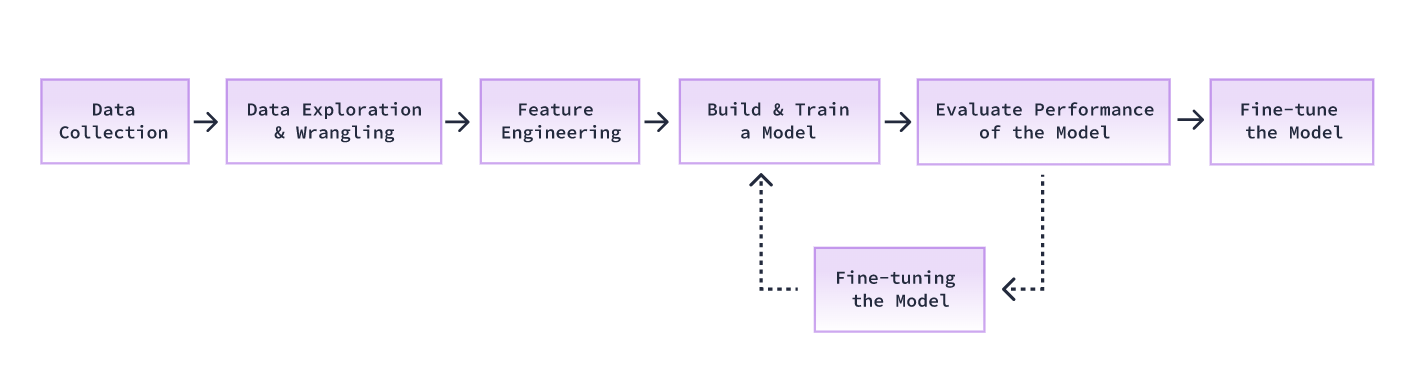 Data
Collection
Data Exploration
& Wrangling
Feature
Engineering
Build & Train
a Model
Evaluate Performance
of the Model
Fine-tune
the Model
Fine-tuning
the Model